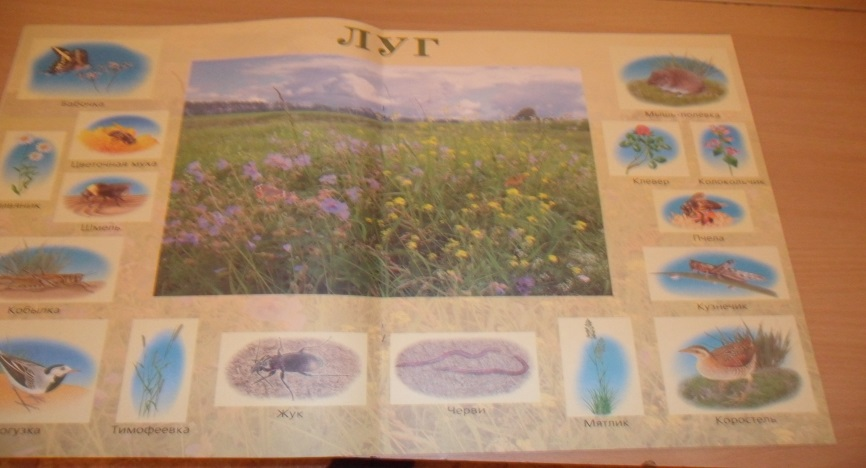 ЛУГ
Бабочка
Мышь-полёвка
Цветочная муха
Клевер
Колокольчик
Шмель
Пчела
Кобылка
Кузнечик
Тимофеевка
Жук
Черви
Мятлик
Коростель